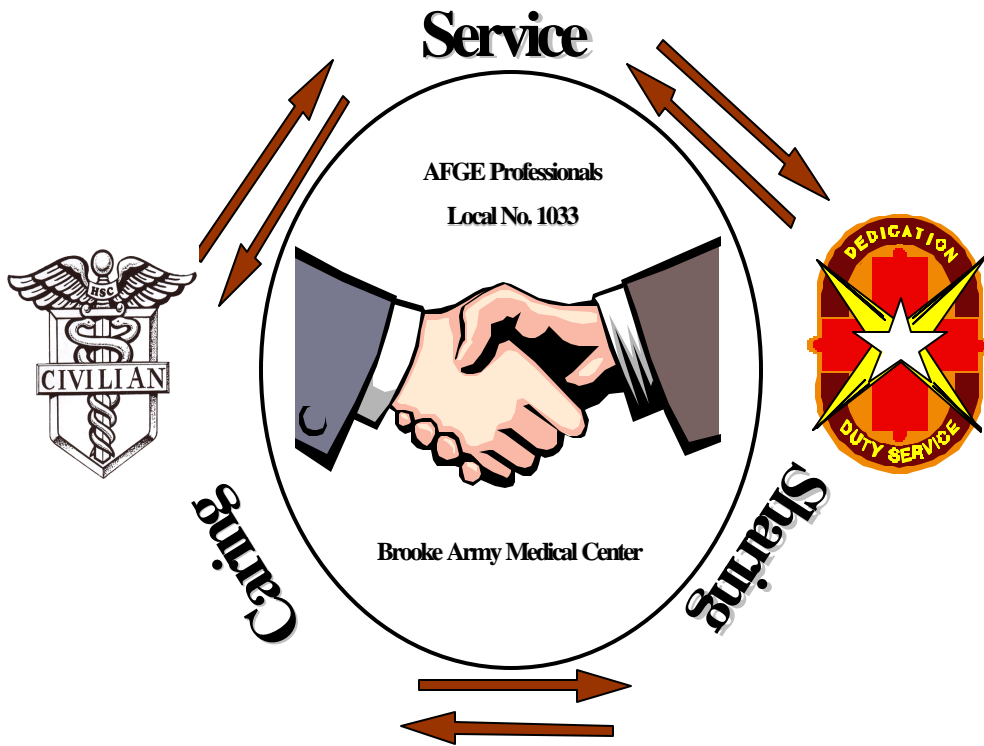 Service
AFGE Professionals
Local No. 1033
HSC
CIVILIAN
DEDICATION
DUTY SERVICE
Caring
Sharing
Brooke Army Medical Center